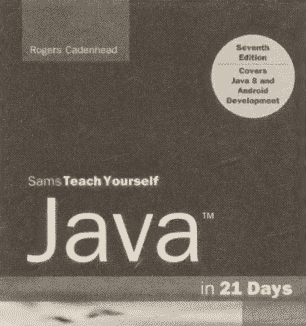 Rogers Cadenhead
Seventh
Edition
Covers
Java 8 and
Android
Development
Sams Teach Yourself
Java™
in 21 Days